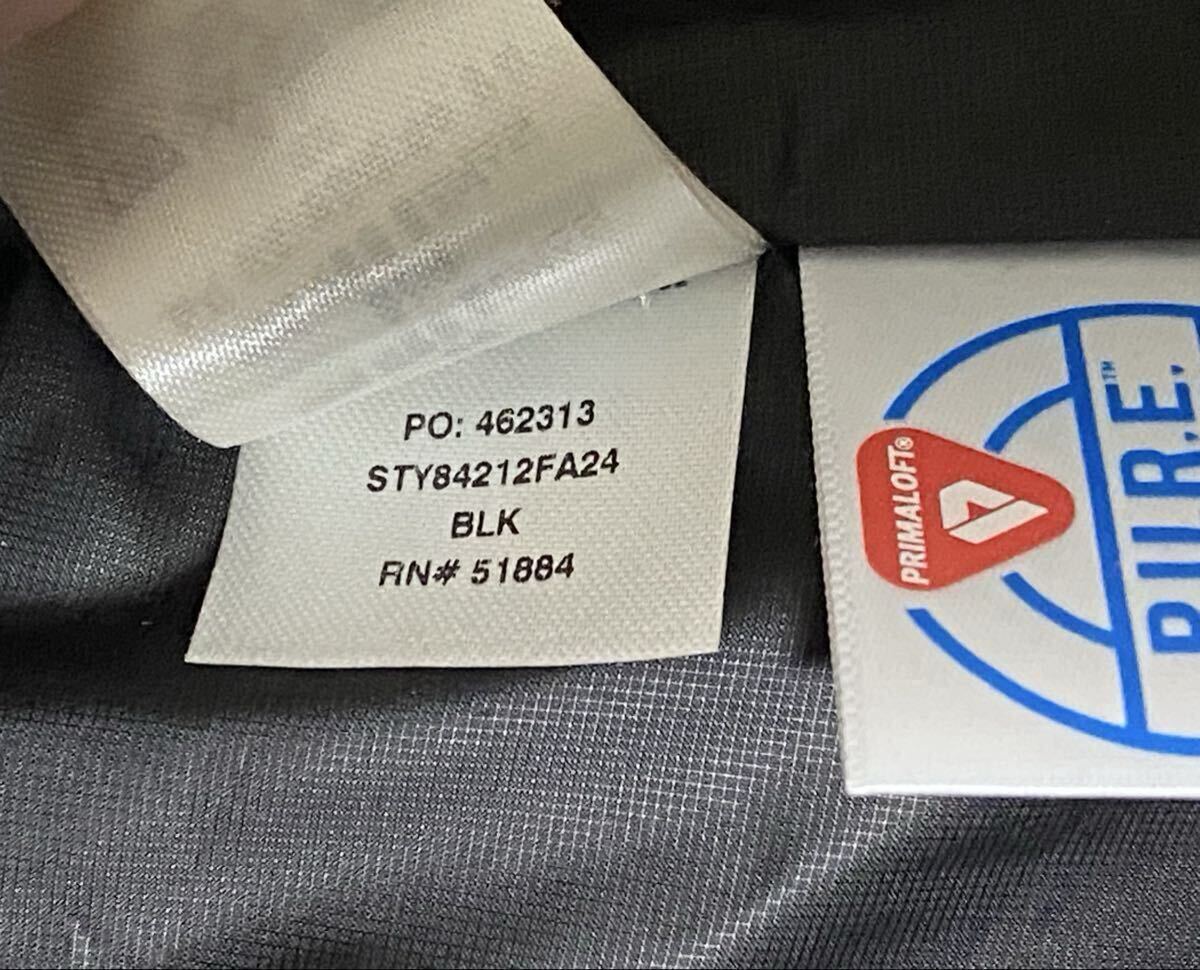 PO: 462313
STY84212FA24
BLK
RN# 51884
PRIMALOFT®
P.U.R.E.™